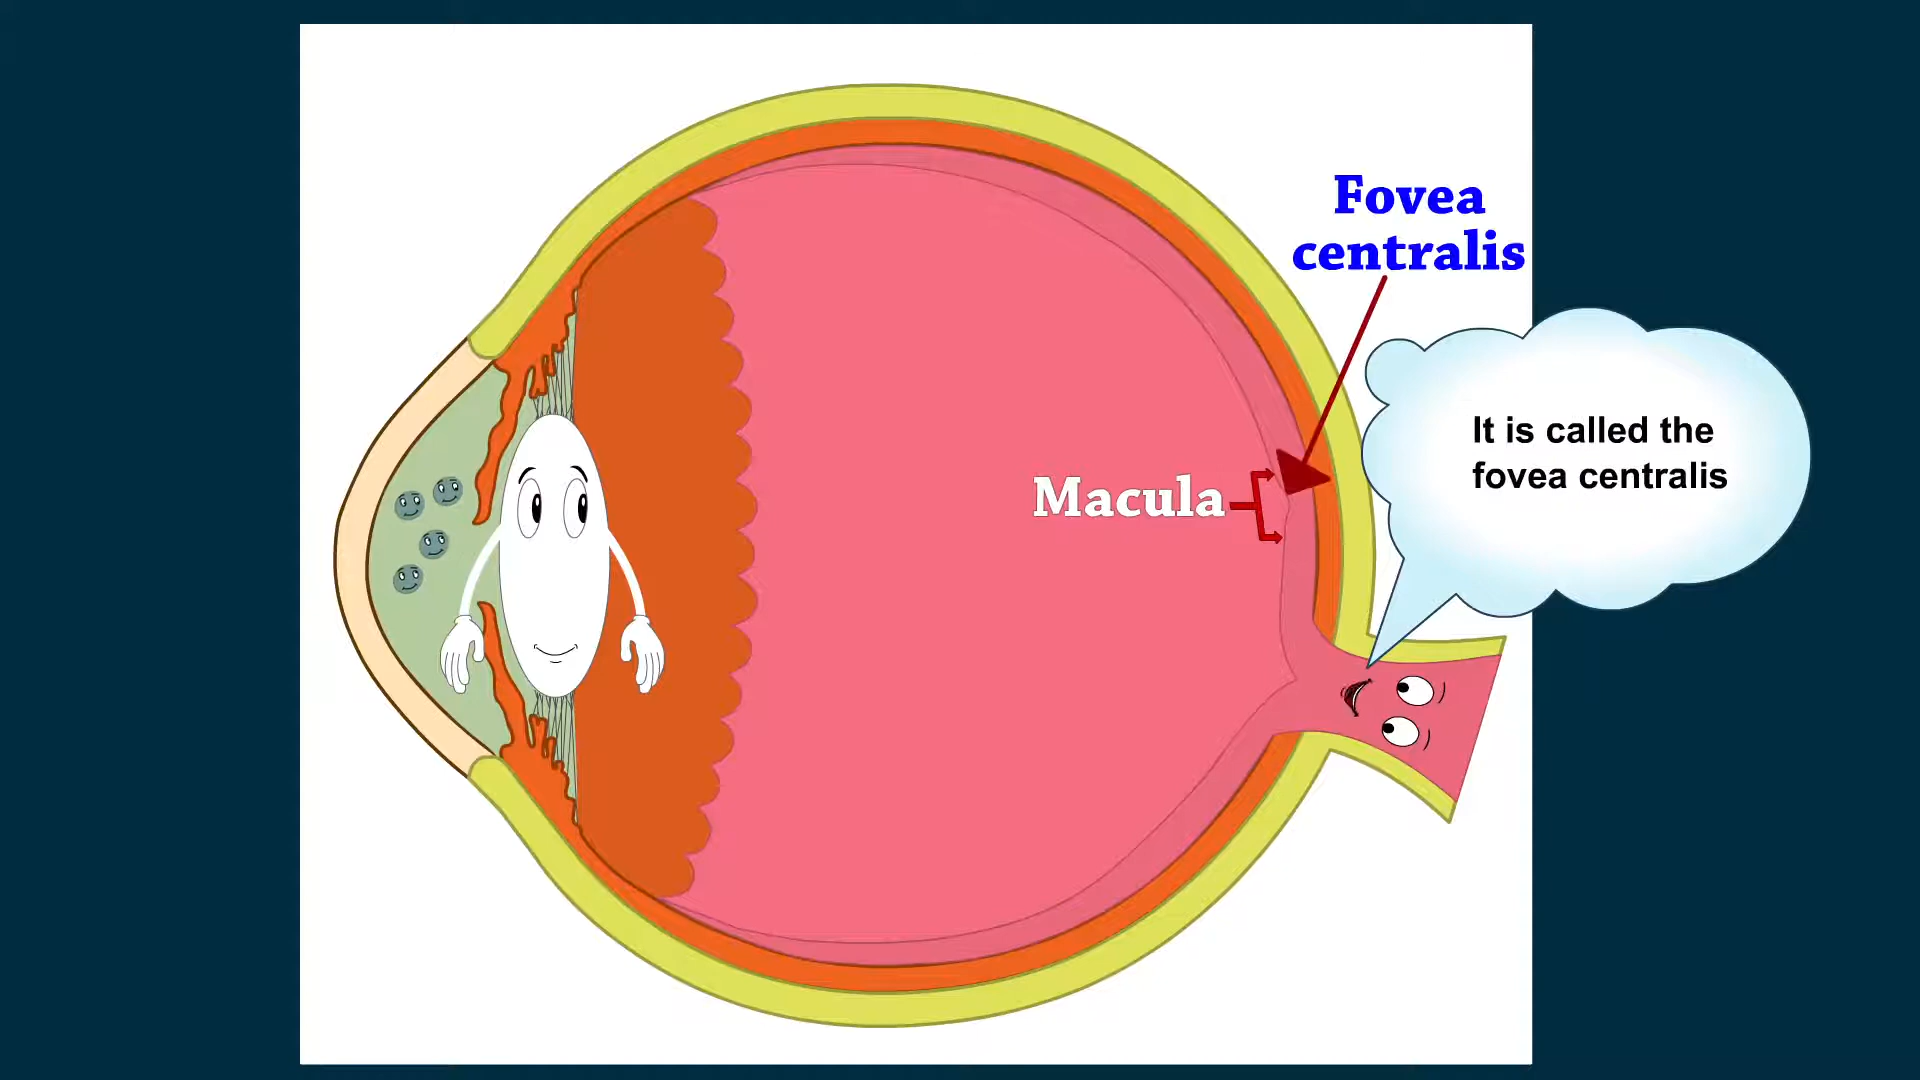 Fovea
centralis
It is called the
fovea centralis
Macula